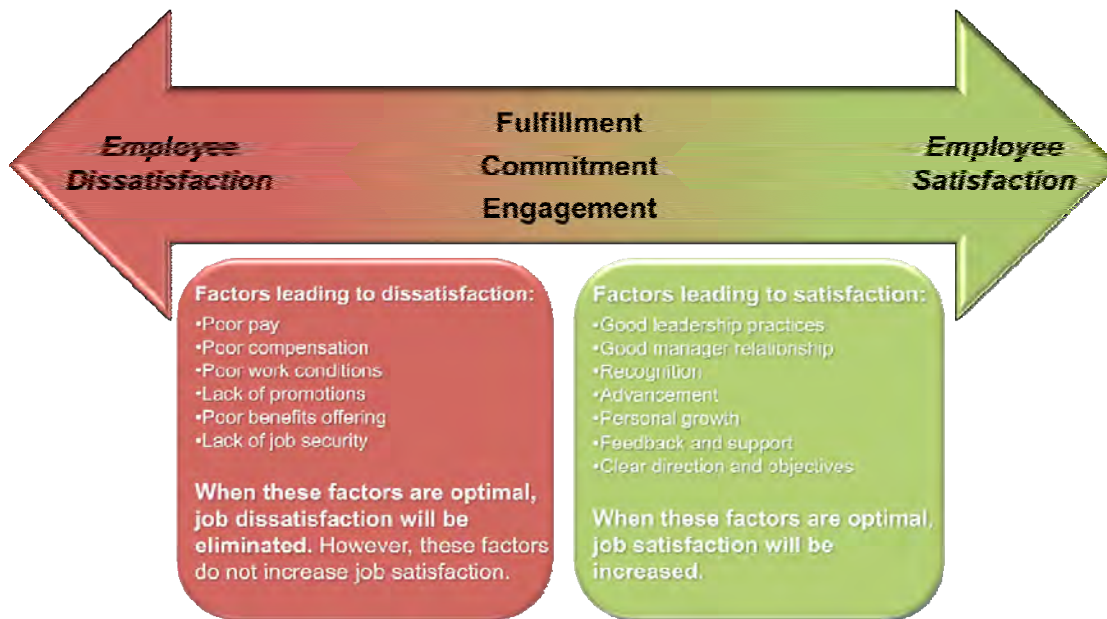 Employee
Dissatisfaction
Fulfillment
Commitment
Engagement
Employee
Satisfaction
Factors leading to dissatisfaction:
•Poor pay
•Poor compensation
•Poor work conditions
•Lack of promotions
•Poor benefits offering
•Lack of job security
When these factors are optimal,
job dissatisfaction will be
eliminated. However, these factors
do not increase job satisfaction.
Factors leading to satisfaction:
•Good leadership practices
•Good manager relationship
•Recognition
•Advancement
•Personal growth
•Feedback and support
•Clear direction and objectives
When these factors are optimal,
job satisfaction will be
increased.